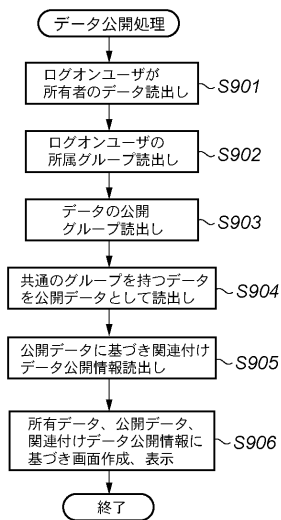 データ公開処理
ログオンユーザが
所有者のデータ読出し
S901
ログオンユーザの
所属グループ読出し
S902
データの公開
グループ読出し
S903
共通のグループを持つデータ
を公開データとして読出し
S904
公開データに基づき関連付け
データ公開情報読出し
S905
所有データ、公開データ、
関連付けデータ公開情報に
基づき画面作成、表示
S906
終了